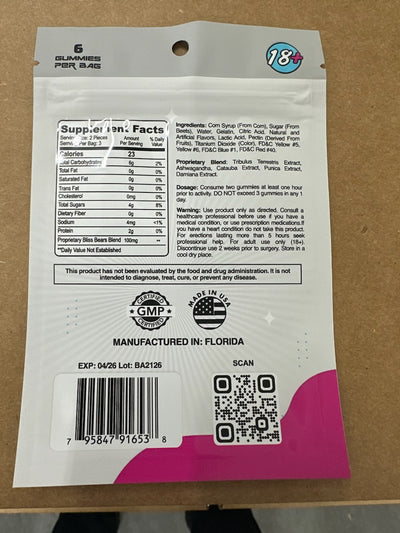 6
GUMMIES
PER BAG
18+
Supplement Facts
Serving Size: 2 Pieces
Servings Per Bag: 3
Amount Per Serving
% Daily Value
Calories 23
Total Carbohydrates 6g 2%
Total Fat 0g 0%
Saturated Fat 0g 0%
Trans Fat 0g 0%
Cholesterol 0mg 0%
Total Sugars 4g 8%
Dietary Fiber 0g 0%
Sodium 4mg <1%
Protein 2g 0%
Proprietary Bliss Bears Blend 100mg **
**Daily Value Not Established
Ingredients: Corn Syrup (From Corn), Sugar (From
Beets), Water, Gelatin, Citric Acid, Natural and
Artificial Flavors, Lactic Acid, Pectin (Derived From
Fruits), Titanium Dioxide (Color), FD&C Yellow #5,
Yellow #6, FD&C Blue #1, FD&C Red #40.
Proprietary Blend: Tribulus Terrestris Extract,
Ashwagandha, Catauba Extract, Punica Extract,
Damiana Extract.
Dosage: Consume two gummies at least one hour
prior to activity. DO NOT exceed 3 gummies in any 1
day.
Warning: Use product only as directed. Consult a
healthcare professional before use if you have a
medical condition, or use prescription medications if
you have a heart condition do not take this product.
For erections lasting more than 5 hours seek
professional help. For adult use only (18+).
Discontinue use 2 weeks prior to surgery. Store in a
cool dry place.
This product has not been evaluated by the food and drug administration. It is not
intended to diagnose, treat, cure, or prevent any disease.
CERTIFIED
GMP
CERTIFIED
MADE IN USA
MANUFACTURED IN: FLORIDA
EXP: 04/26 Lot: BA2126
SCAN
7 95847 91653 8